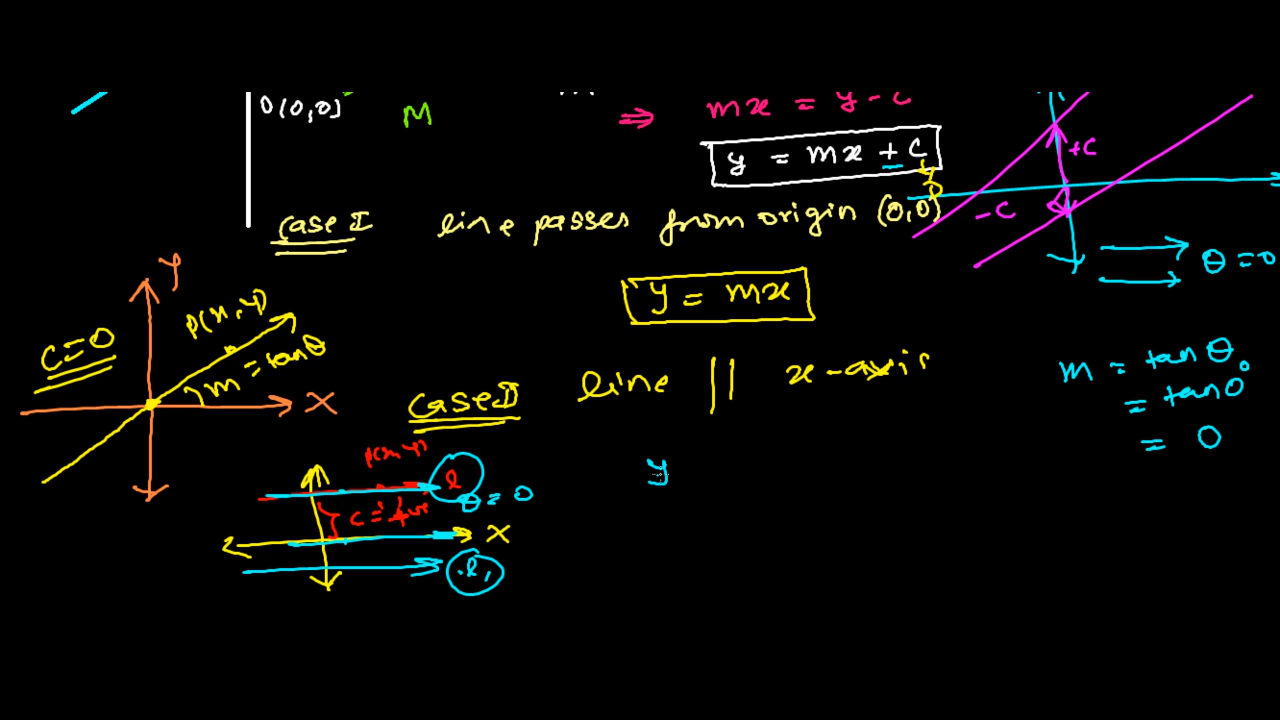 O(0,0)
M
⇒ mx = y - c
y = mx + c
+c
-c
Case I line passes from origin (0,0)
θ = 0
Y
P(x,y)
y = mx
c=0
m = tanθ
X
Case II line || x-axis
m = tanθ
= tan0°
= 0
P(x,y)
l
θ = 0
y
c = +ve
X
l₁